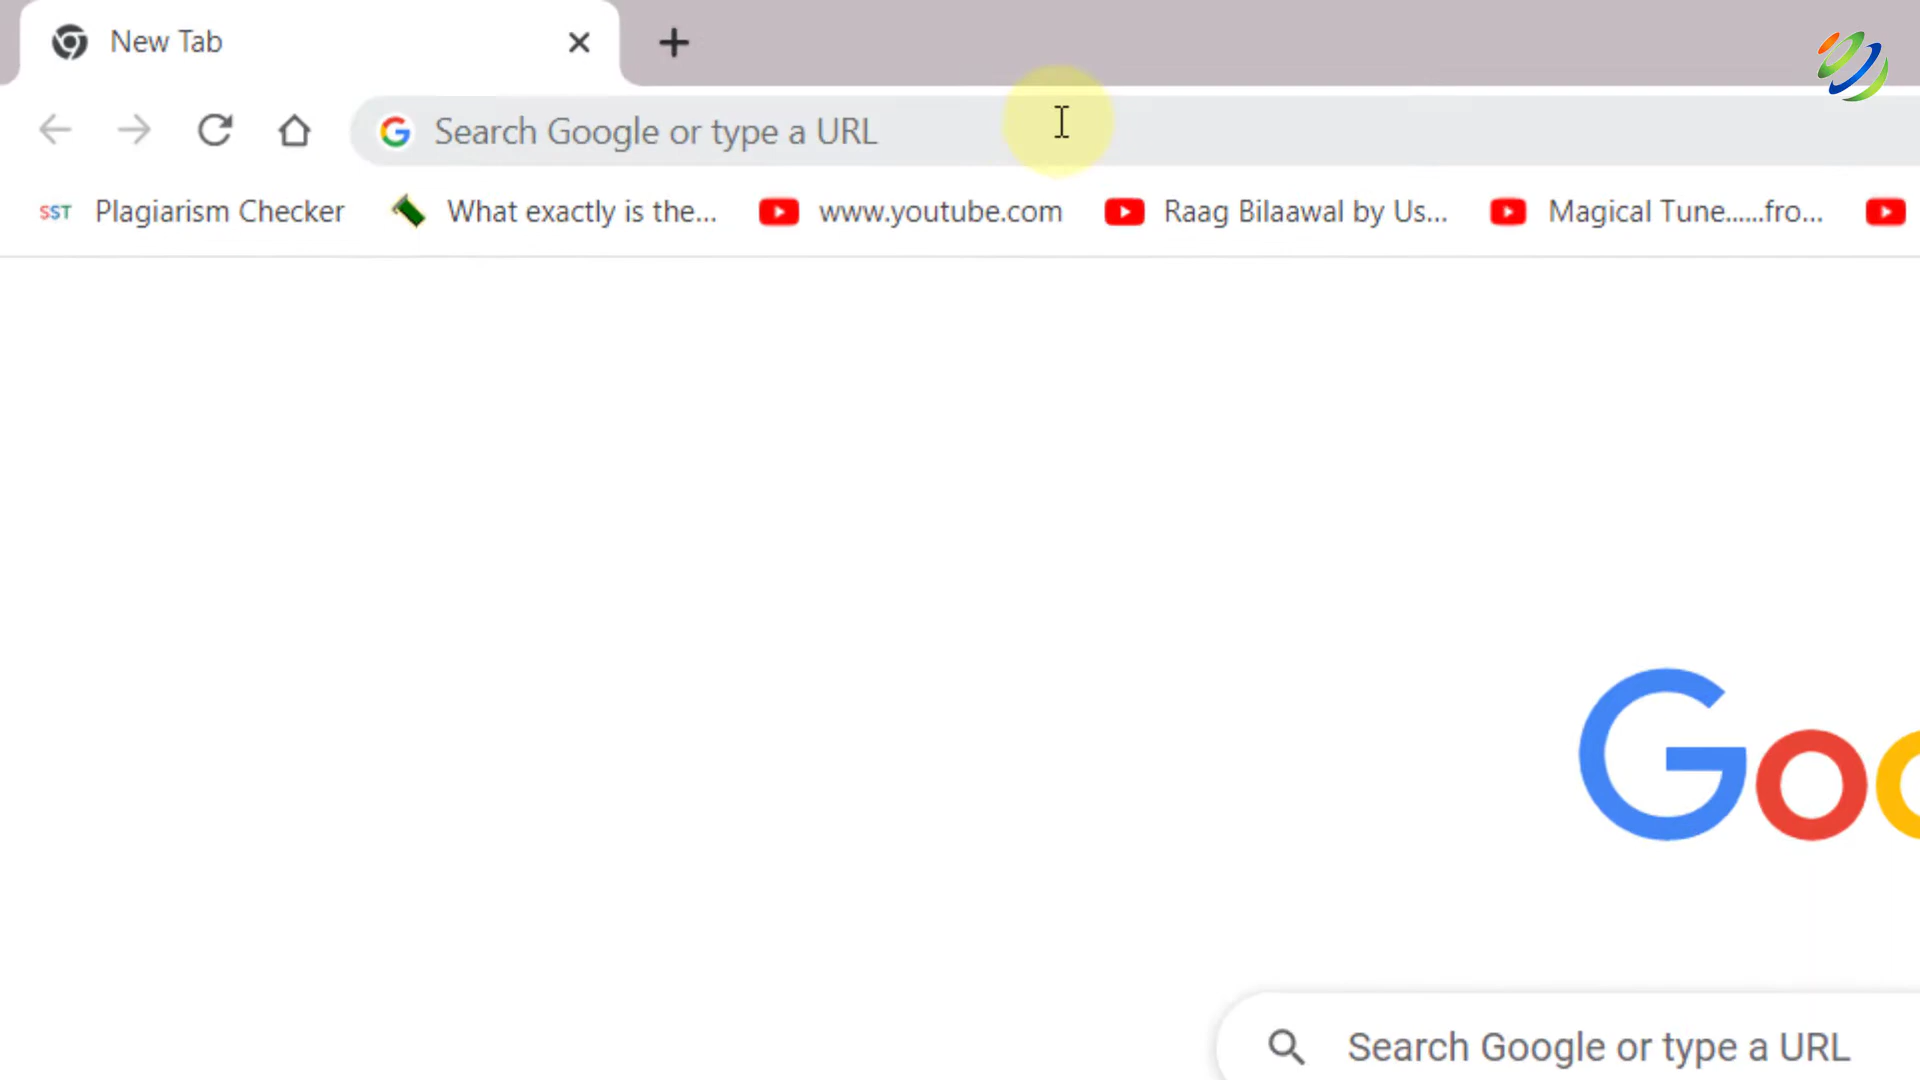 New Tab
Search Google or type a URL
SST Plagiarism Checker What exactly is the... www.youtube.com Raag Bilaawal by Us... Magical Tune......fro...
Goo
Search Google or type a URL